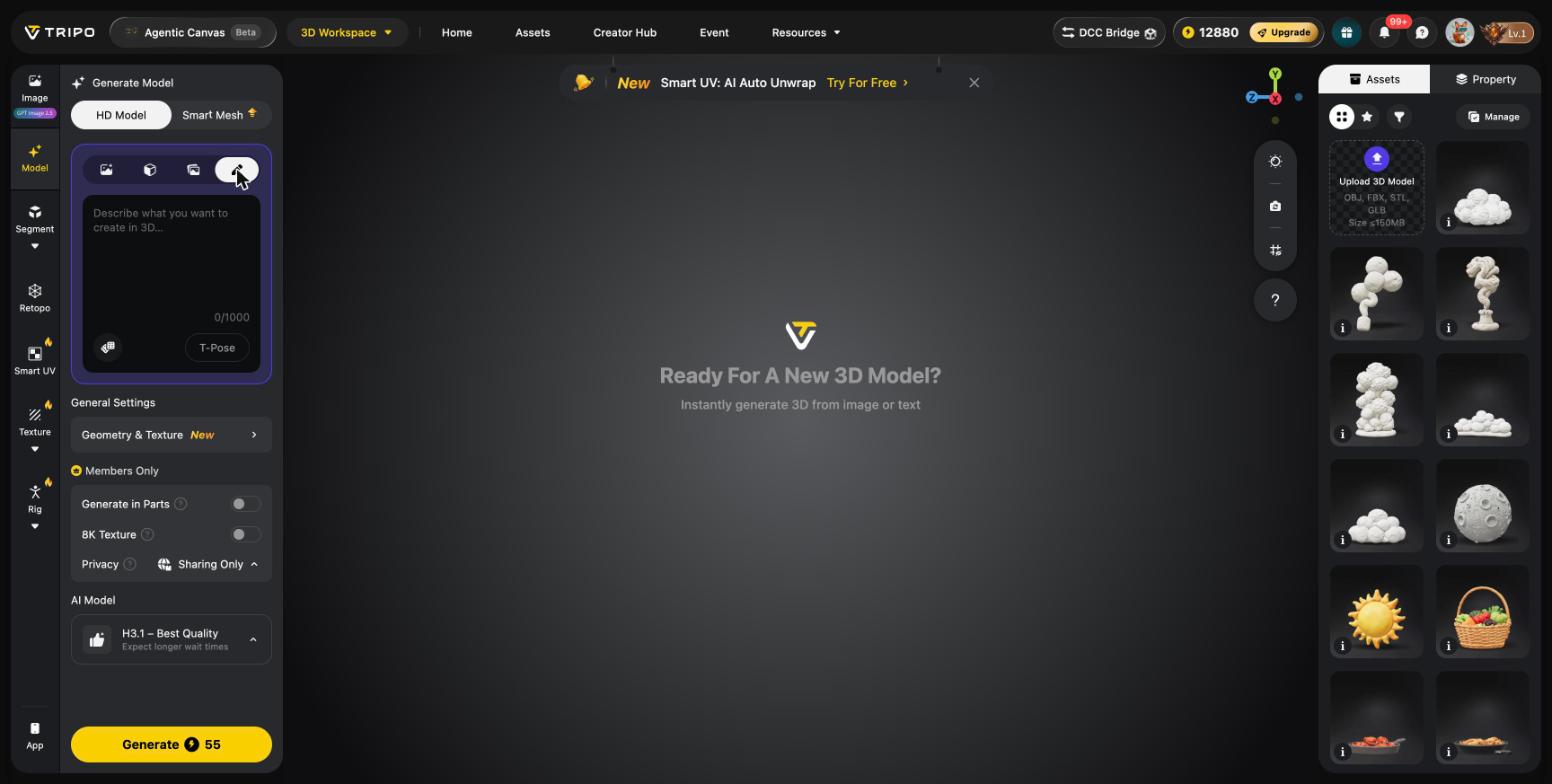 TRIPO
Agentic Canvas Beta
3D Workspace
Home
Assets
Creator Hub
Event
Resources
DCC Bridge
12880
Upgrade
99+
Lv.1
Image
GPT Image 2.5
Model
Segment
Retopo
Smart UV
Texture
Rig
App
Generate Model
HD Model
Smart Mesh
Describe what you want to
create in 3D...
0/1000
T-Pose
General Settings
Geometry & Texture New
Members Only
Generate in Parts ?
8K Texture ?
Privacy ? Sharing Only
AI Model
H3.1 – Best Quality
Expect longer wait times
Generate 55
New Smart UV: AI Auto Unwrap Try For Free
Y
Z
X
?
Ready For A New 3D Model?
Instantly generate 3D from image or text
Assets
Property
Manage
Upload 3D Model
OBJ, FBX, STL,
GLB
Size ≤150MB
i
i
i
i
i
i
i
i
i
i
i